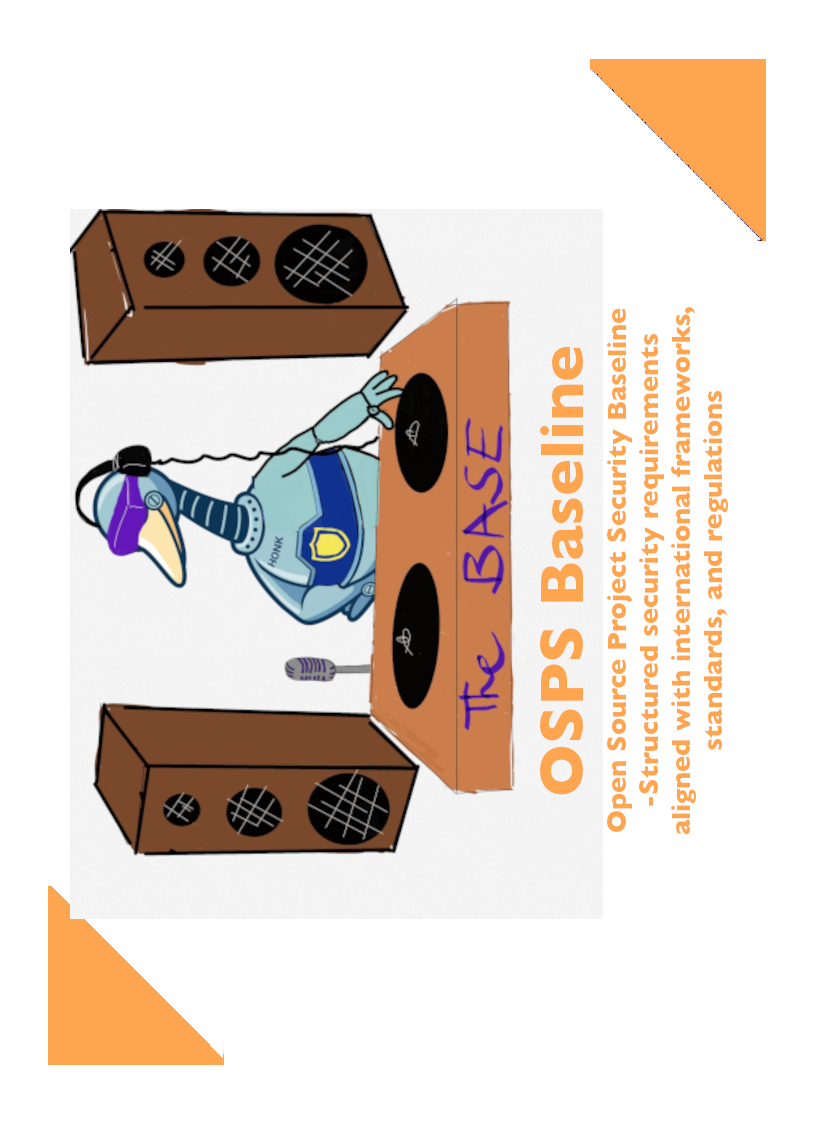 HONK
The BASE
OSPS Baseline
Open Source Project Security Baseline
-Structured security requirements
aligned with international frameworks,
standards, and regulations